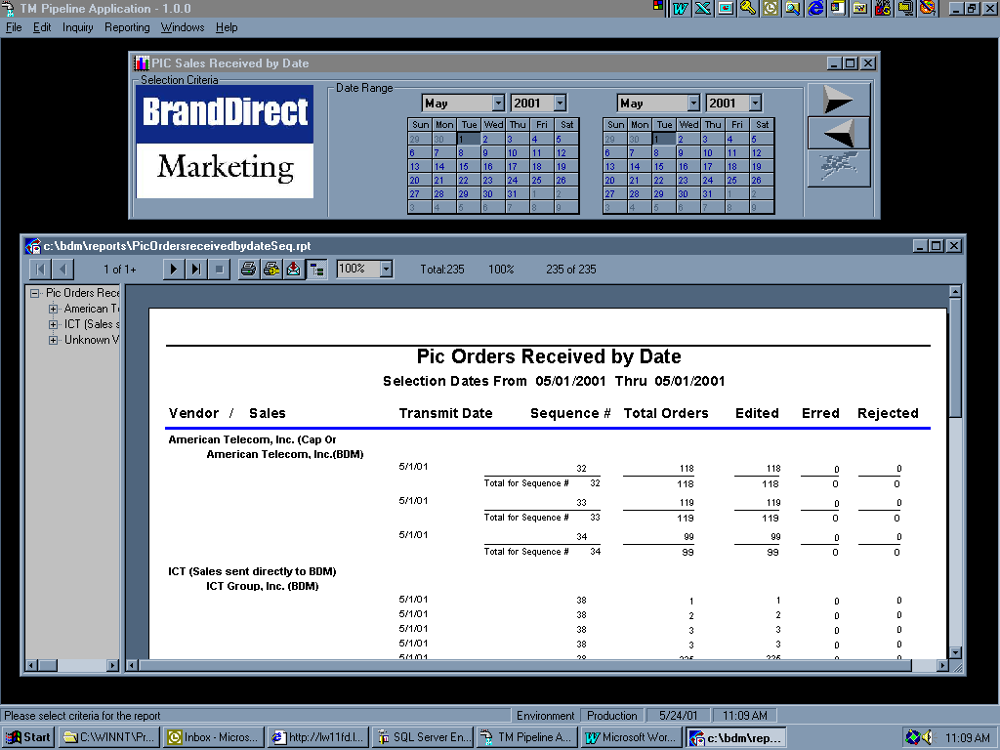 TM Pipeline Application - 1.0.0
File Edit Inquiry Reporting Windows Help
PIC Sales Received by Date
Selection Criteria
BrandDirect
Marketing
Date Range
May 2001 May 2001
Sun Mon Tue Wed Thu Fri Sat Sun Mon Tue Wed Thu Fri Sat
29 30 1 2 3 4 5 29 30 1 2 3 4 5
6 7 8 9 10 11 12 6 7 8 9 10 11 12
13 14 15 16 17 18 19 13 14 15 16 17 18 19
20 21 22 23 24 25 26 20 21 22 23 24 25 26
27 28 29 30 31 1 2 27 28 29 30 31 1 2
3 4 5 6 7 8 9 3 4 5 6 7 8 9
c:\bdm\reports\PicOrdersreceivedbydateSeq.rpt
1 of 1+ 100% Total:235 100% 235 of 235
Pic Orders Rece
American T
ICT (Sales s
Unknown V
Pic Orders Received by Date
Selection Dates From 05/01/2001 Thru 05/01/2001
Vendor / Sales Transmit Date Sequence # Total Orders Edited Erred Rejected
American Telecom, Inc. (Cap Or
American Telecom, Inc.(BDM)
5/1/01 32 118 118 0 0
Total for Sequence # 32 118 118 0 0
5/1/01 33 119 119 0 0
Total for Sequence # 33 119 119 0 0
5/1/01 34 99 99 0 0
Total for Sequence # 34 99 99 0 0
ICT (Sales sent directly to BDM)
ICT Group, Inc. (BDM)
5/1/01 38 1 1 0 0
5/1/01 38 2 2 0 0
5/1/01 38 3 3 0 0
5/1/01 38 3 3 0 0
5/1/01
Please select criteria for the report Environment Production 5/24/01 11:09 AM
Start C:\WINNT\Pr... Inbox - Micros... http://lw11fd.l... SQL Server En... TM Pipeline A... Microsoft Wor... c:\bdm\rep... 11:09 AM